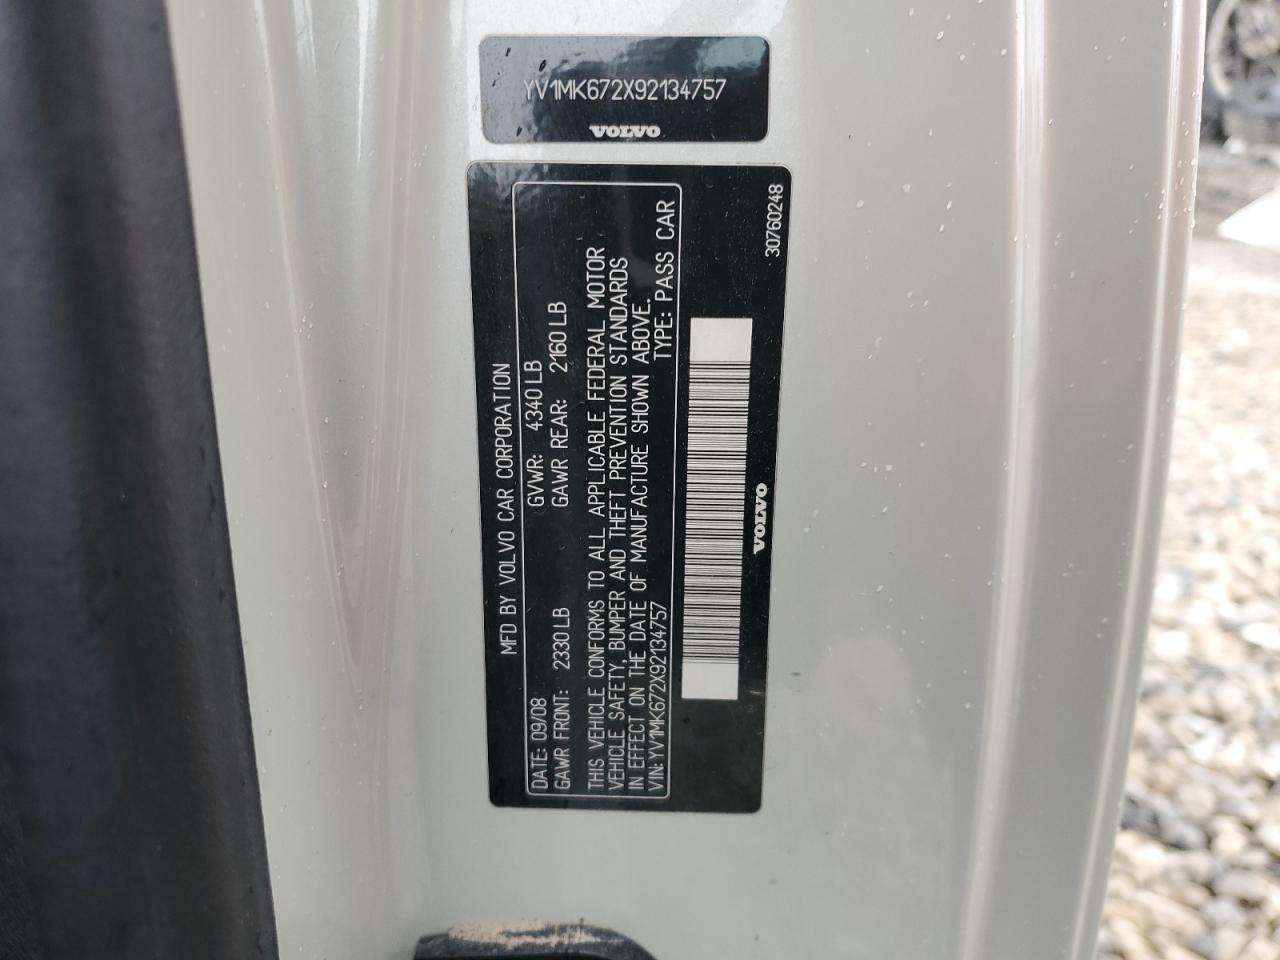 YV1MK672X92134757
VOLVO
MFD BY VOLVO CAR CORPORATION
DATE: 09/08 GVWR: 4340 LB
GAWR FRONT: 2330 LB GAWR REAR: 2160 LB
THIS VEHICLE CONFORMS TO ALL APPLICABLE FEDERAL MOTOR
VEHICLE SAFETY, BUMPER AND THEFT PREVENTION STANDARDS
IN EFFECT ON THE DATE OF MANUFACTURE SHOWN ABOVE.
VIN: YV1MK672X92134757 TYPE: PASS CAR
VOLVO
30760248